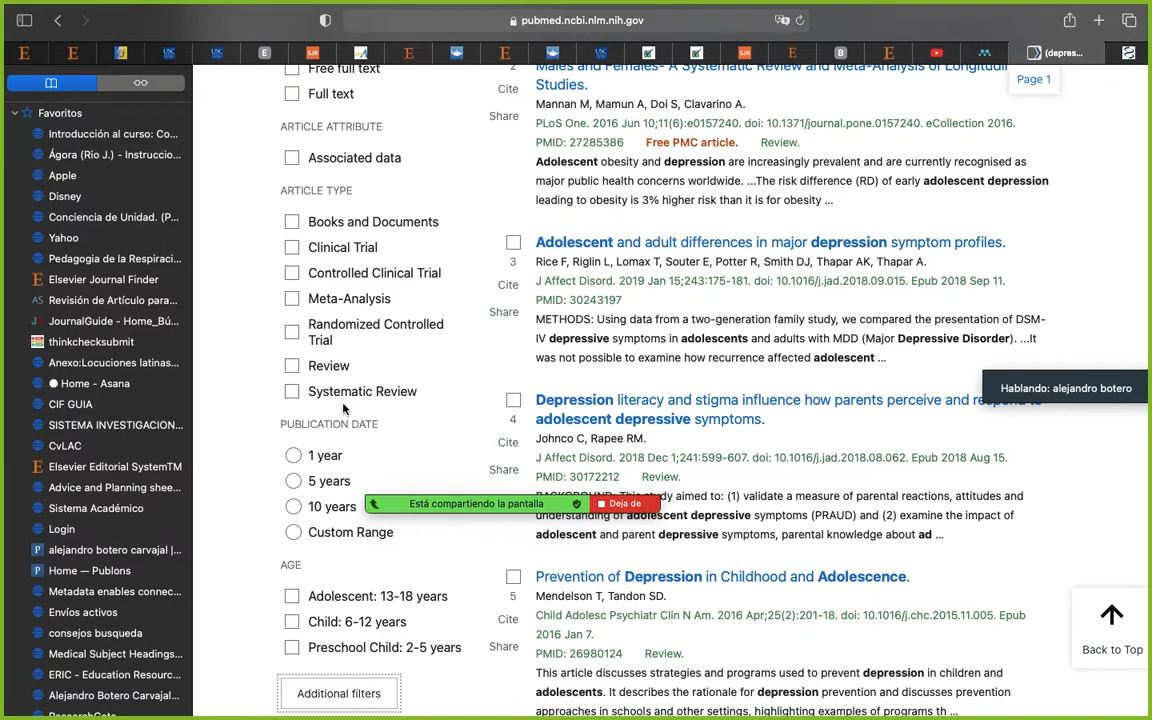 pubmed.ncbi.nlm.nih.gov
(depres...
Favoritos
Introducción al curso: Co...
Ágora (Rio J.) - Instruccio...
Apple
Disney
Conciencia de Unidad. (P...
Yahoo
Pedagogia de la Respiraci...
Elsevier Journal Finder
Revisión de Artículo para...
JournalGuide - Home_Bú...
thinkchecksubmit
Anexo:Locuciones latinas...
Home - Asana
CIF GUIA
SISTEMA INVESTIGACION...
CvLAC
Elsevier Editorial SystemTM
Advice and Planning shee...
Sistema Académico
Login
alejandro botero carvajal |...
Home — Publons
Metadata enables connec...
Envíos activos
consejos busqueda
Medical Subject Headings...
ERIC - Education Resourc...
Alejandro Botero Carvajal...
ResearchGate
Free full text
Full text
ARTICLE ATTRIBUTE
Associated data
ARTICLE TYPE
Books and Documents
Clinical Trial
Controlled Clinical Trial
Meta-Analysis
Randomized Controlled
Trial
Review
Systematic Review
PUBLICATION DATE
1 year
5 years
10 years
Custom Range
AGE
Adolescent: 13-18 years
Child: 6-12 years
Preschool Child: 2-5 years
Additional filters
2
Cite
Share
Males and Females- A Systematic Review and Meta-Analysis of Longitudin
Studies.
Mannan M, Mamun A, Doi S, Clavarino A.
PLoS One. 2016 Jun 10;11(6):e0157240. doi: 10.1371/journal.pone.0157240. eCollection 2016.
PMID: 27285386 Free PMC article. Review.
Adolescent obesity and depression are increasingly prevalent and are currently recognised as
major public health concerns worldwide. ...The risk difference (RD) of early adolescent depression
leading to obesity is 3% higher risk than it is for obesity ...
3
Cite
Share
Adolescent and adult differences in major depression symptom profiles.
Rice F, Riglin L, Lomax T, Souter E, Potter R, Smith DJ, Thapar AK, Thapar A.
J Affect Disord. 2019 Jan 15;243:175-181. doi: 10.1016/j.jad.2018.09.015. Epub 2018 Sep 11.
PMID: 30243197
METHODS: Using data from a two-generation family study, we compared the presentation of DSM-
IV depressive symptoms in adolescents and adults with MDD (Major Depressive Disorder). ...It
was not possible to examine how recurrence affected adolescent ...
4
Cite
Share
Depression literacy and stigma influence how parents perceive and respond to
adolescent depressive symptoms.
Johnco C, Rapee RM.
J Affect Disord. 2018 Dec 1;241:599-607. doi: 10.1016/j.jad.2018.08.062. Epub 2018 Aug 15.
PMID: 30172212 Review.
BACKGROUND: This study aimed to: (1) validate a measure of parental reactions, attitudes and
understanding of adolescent depressive symptoms (PRAUD) and (2) examine the impact of
adolescent and parent depressive symptoms, parental knowledge about ad ...
5
Cite
Share
Prevention of Depression in Childhood and Adolescence.
Mendelson T, Tandon SD.
Child Adolesc Psychiatr Clin N Am. 2016 Apr;25(2):201-18. doi: 10.1016/j.chc.2015.11.005. Epub
2016 Jan 7.
PMID: 26980124 Review.
This article discusses strategies and programs used to prevent depression in children and
adolescents. It describes the rationale for depression prevention and discusses prevention
approaches in schools and other settings, highlighting examples of programs th ...
Page 1
Hablando: alejandro botero
Está compartiendo la pantalla
Deja de
Back to Top